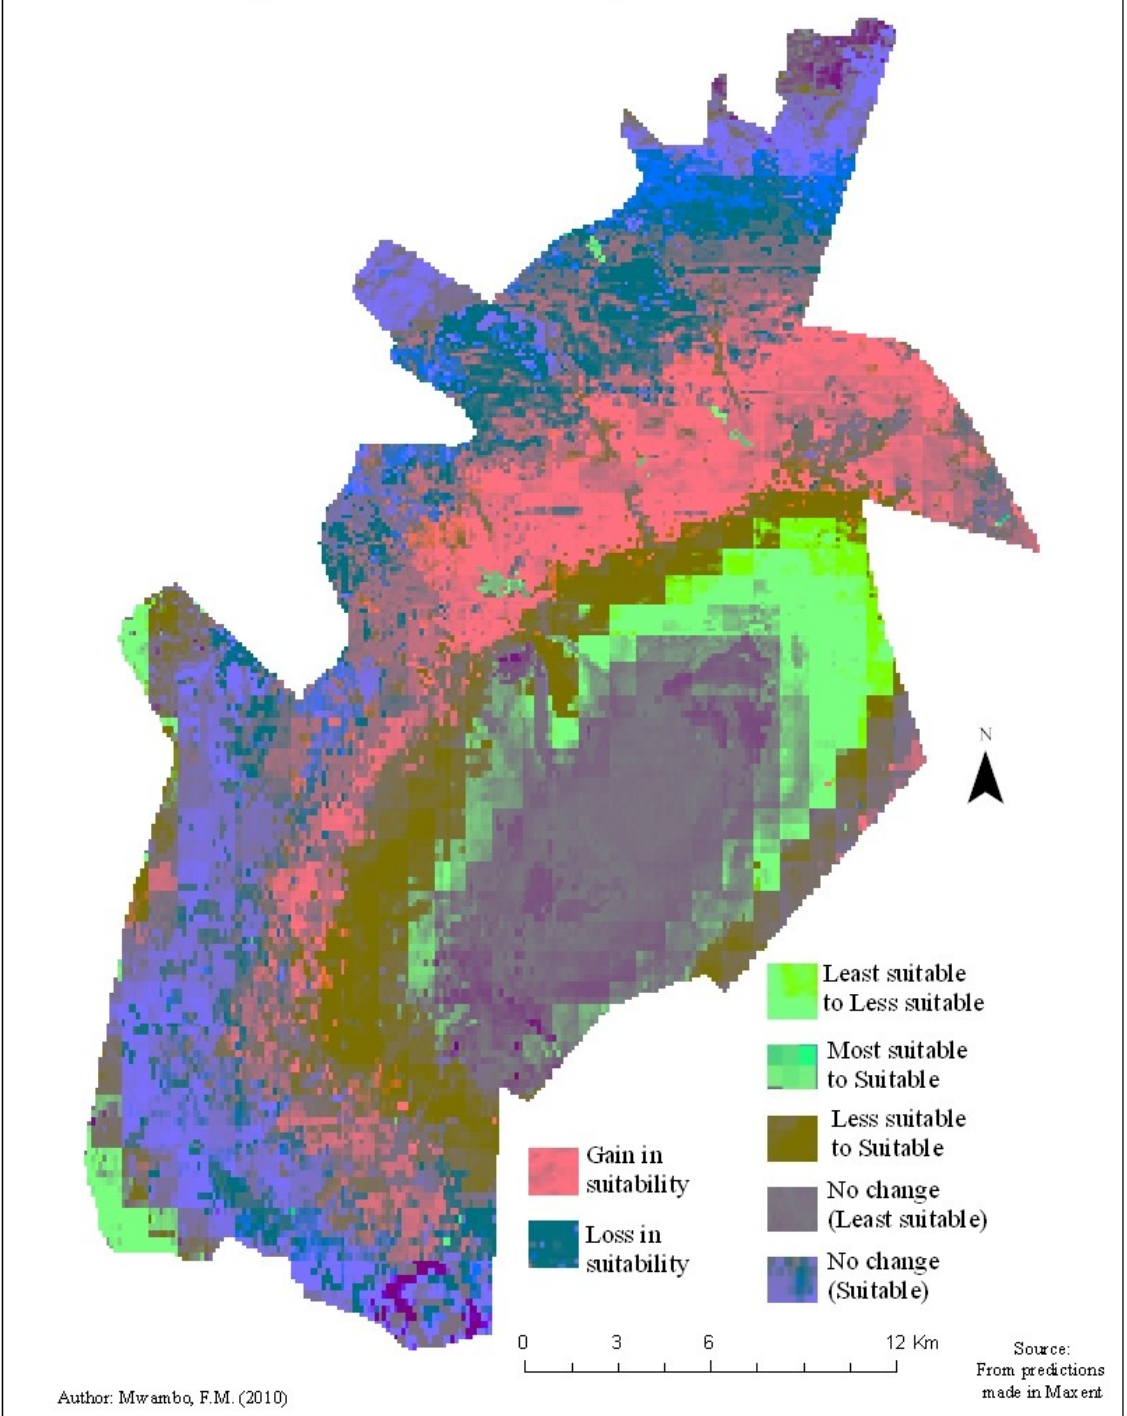 N
Least suitable
to Less suitable
Most suitable
to Suitable
Less suitable
to Suitable
No change
(Least suitable)
No change
(Suitable)
Gain in
suitability
Loss in
suitability
0 3 6 12 Km
Source:
From predictions
made in Maxent
Author: Mwambo, F.M. (2010)